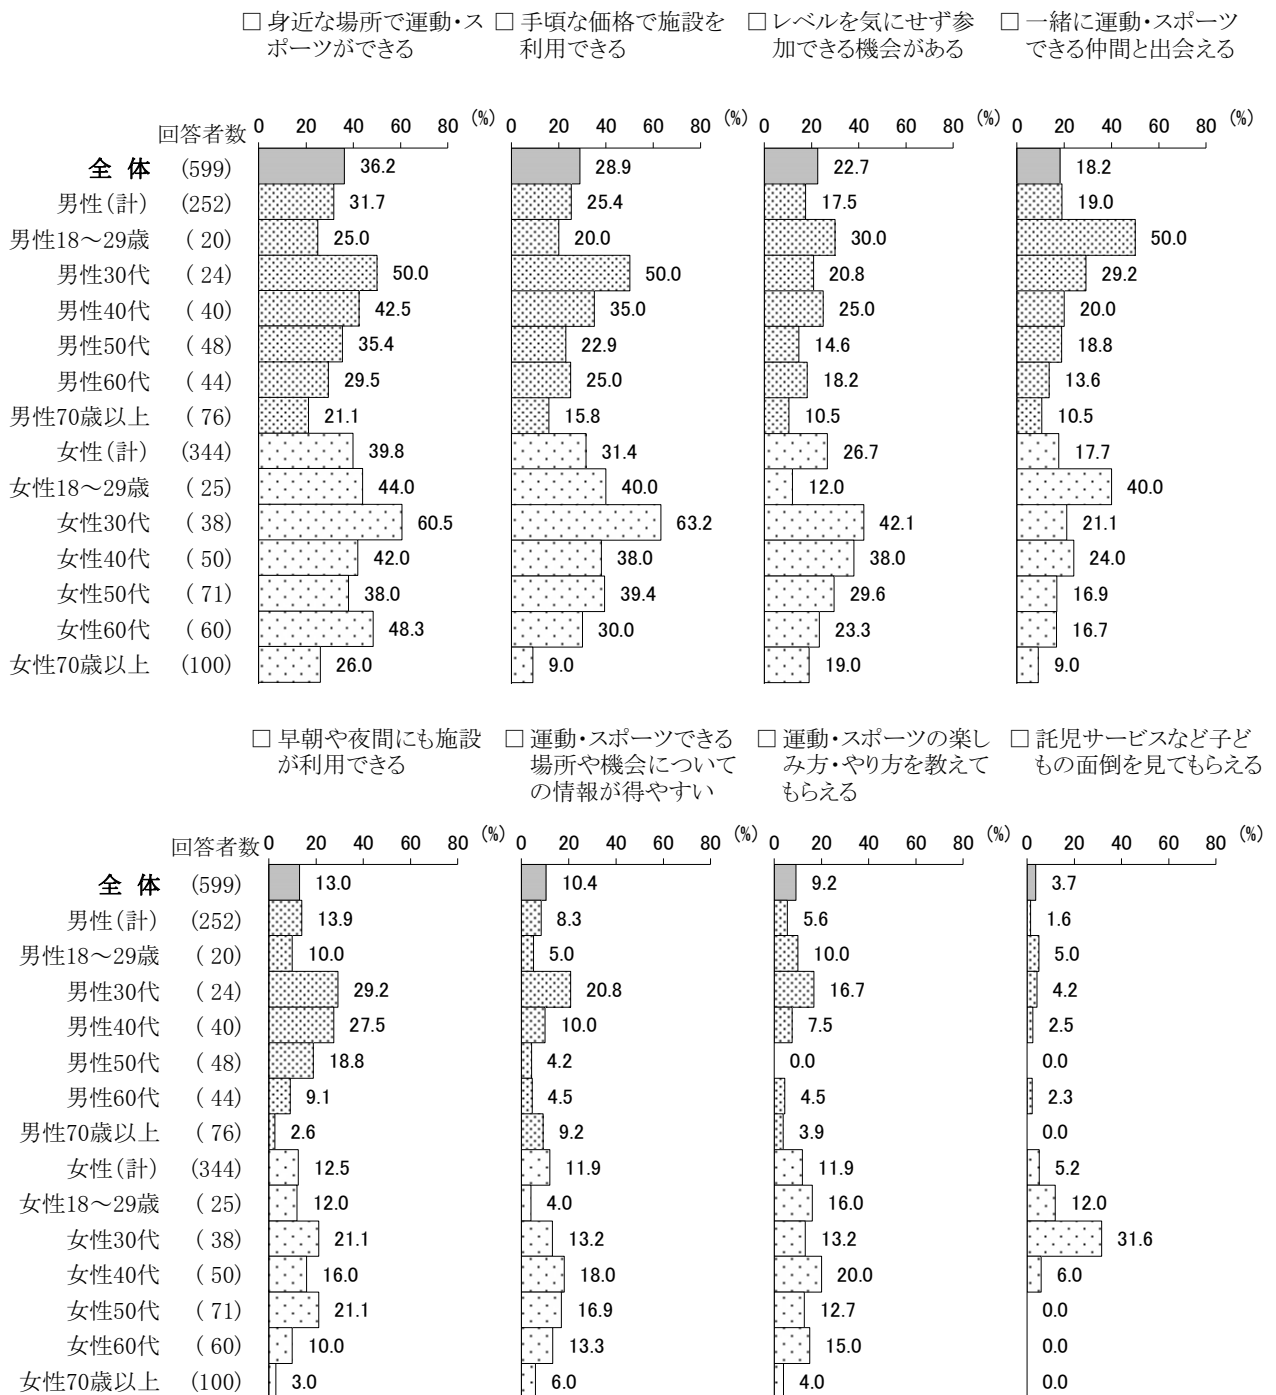 □ 身近な場所で運動・ス □ 手頃な価格で施設を □ レベルを気にせず参 □ 一緒に運動・スポーツ
ポーツができる 利用できる 加できる機会がある できる仲間と出会える
回答者数 0 20 40 60 80 (%) 0 20 40 60 80 (%) 0 20 40 60 80 (%) 0 20 40 60 80 (%)
全 体 (599) 36.2 28.9 22.7 18.2
男性(計) (252) 31.7 25.4 17.5 19.0
男性18～29歳 ( 20) 25.0 20.0 30.0 50.0
男性30代 ( 24) 50.0 50.0 20.8 29.2
男性40代 ( 40) 42.5 35.0 25.0 20.0
男性50代 ( 48) 35.4 22.9 14.6 18.8
男性60代 ( 44) 29.5 25.0 18.2 13.6
男性70歳以上 ( 76) 21.1 15.8 10.5 10.5
女性(計) (344) 39.8 31.4 26.7 17.7
女性18～29歳 ( 25) 44.0 40.0 12.0 40.0
女性30代 ( 38) 60.5 63.2 42.1 21.1
女性40代 ( 50) 42.0 38.0 38.0 24.0
女性50代 ( 71) 38.0 39.4 29.6 16.9
女性60代 ( 60) 48.3 30.0 23.3 16.7
女性70歳以上 (100) 26.0 9.0 19.0 9.0
□ 早朝や夜間にも施設 □ 運動・スポーツできる □ 運動・スポーツの楽し □ 託児サービスなど子ど
が利用できる 場所や機会について み方・やり方を教えて もの面倒を見てもらえる
の情報が得やすい もらえる
回答者数 0 20 40 60 80 (%) 0 20 40 60 80 (%) 0 20 40 60 80 (%) 0 20 40 60 80 (%)
全 体 (599) 13.0 10.4 9.2 3.7
男性(計) (252) 13.9 8.3 5.6 1.6
男性18～29歳 ( 20) 10.0 5.0 10.0 5.0
男性30代 ( 24) 29.2 20.8 16.7 4.2
男性40代 ( 40) 27.5 10.0 7.5 2.5
男性50代 ( 48) 18.8 4.2 0.0 0.0
男性60代 ( 44) 9.1 4.5 4.5 2.3
男性70歳以上 ( 76) 2.6 9.2 3.9 0.0
女性(計) (344) 12.5 11.9 11.9 5.2
女性18～29歳 ( 25) 12.0 4.0 16.0 12.0
女性30代 ( 38) 21.1 13.2 13.2 31.6
女性40代 ( 50) 16.0 18.0 20.0 6.0
女性50代 ( 71) 21.1 16.9 12.7 0.0
女性60代 ( 60) 10.0 13.3 15.0 0.0
女性70歳以上 (100) 3.0 6.0 4.0 0.0